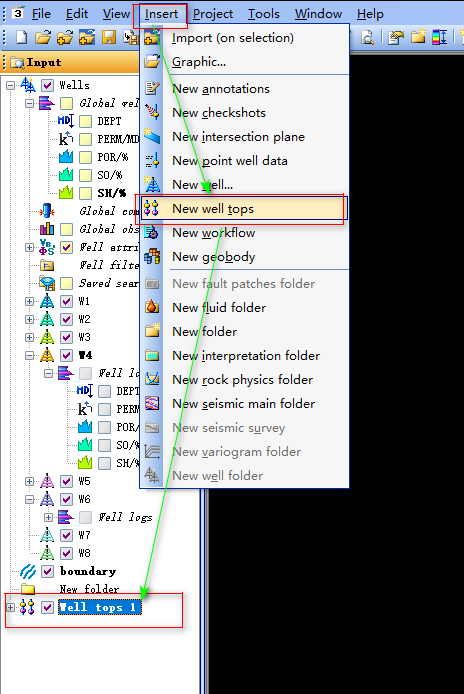 3 File Edit View Insert Project Tools Window Help
Input
Wells
Global wel
MD DEPT
k PERM/MD
POR/%
SO/%
SH/%
Global com
Global obs
Well attri
Well filte
Saved sear
W1
W2
W3
W4
Well lo
MD DEPT
k PERM
POR/
SO/%
SH/%
W5
W6
Well logs
W7
W8
boundary
New folder
Well tops 1
Import (on selection)
Graphic...
New annotations
New checkshots
New intersection plane
New point well data
New well...
New well tops
New workflow
New geobody
New fault patches folder
New fluid folder
New folder
New interpretation folder
New rock physics folder
New seismic main folder
New seismic survey
New variogram folder
New well folder